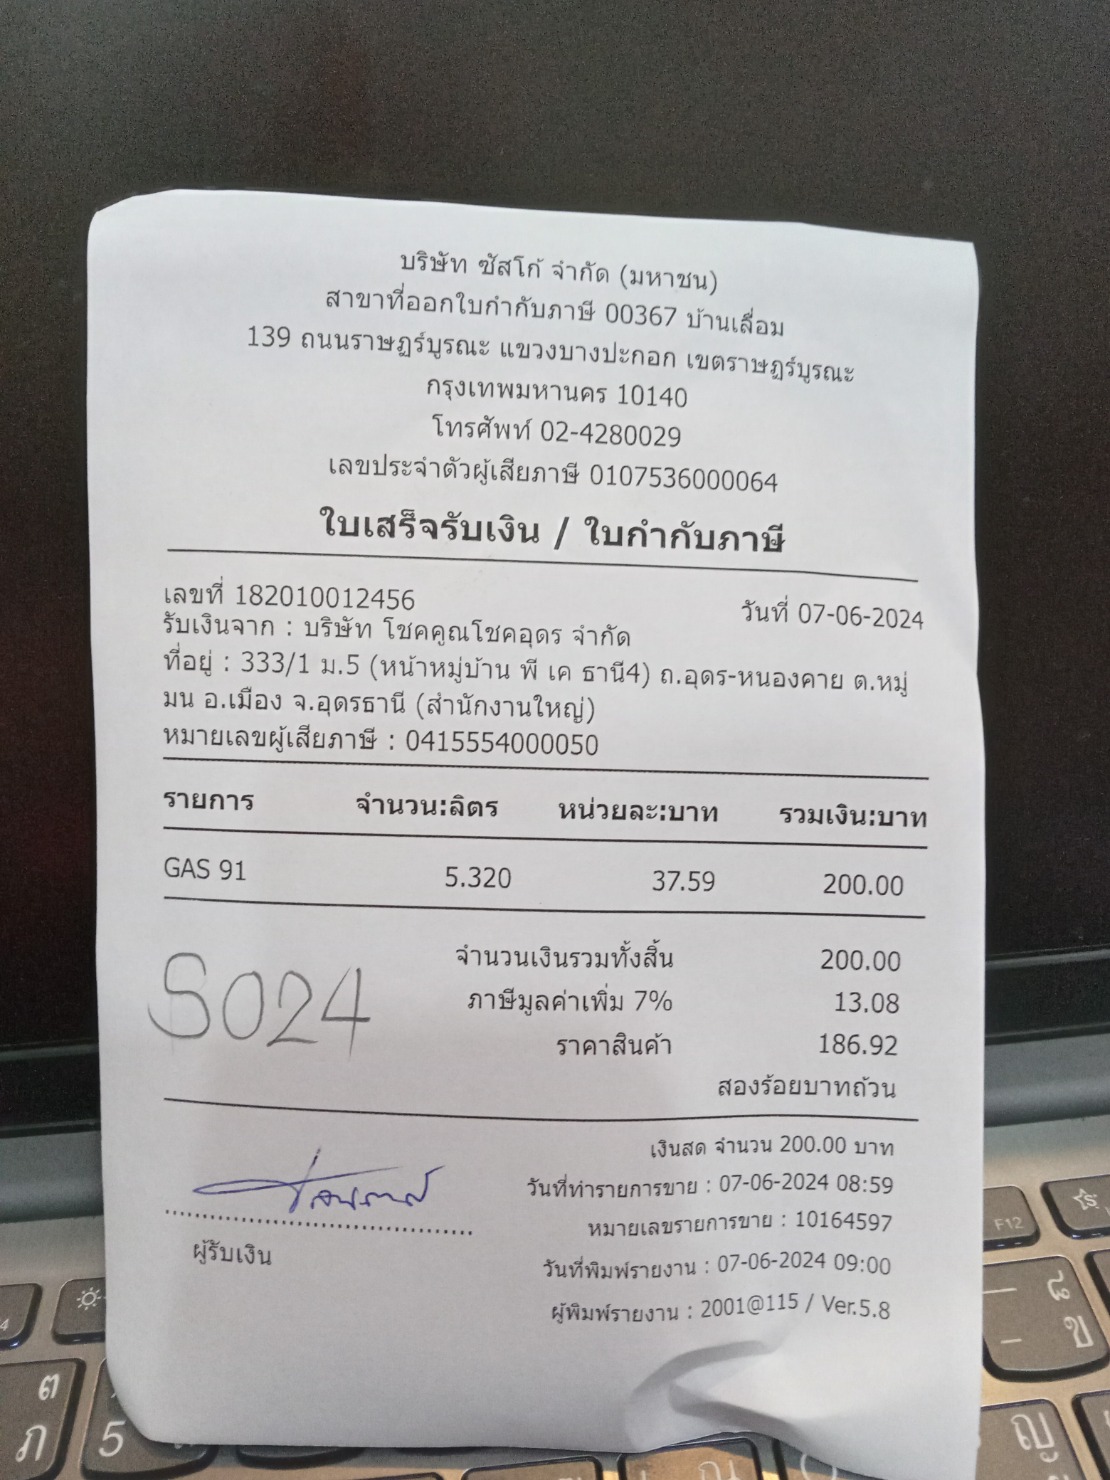 บริษัท ซัสโก้ จำกัด (มหาชน)
สาขาที่ออกใบกำกับภาษี 00367 บ้านเลื่อม
139 ถนนราษฎร์บูรณะ แขวงบางปะกอก เขตราษฎร์บูรณะ
กรุงเทพมหานคร 10140
โทรศัพท์ 02-4280029
เลขประจำตัวผู้เสียภาษี 0107536000064
ใบเสร็จรับเงิน / ใบกำกับภาษี
เลขที่ 182010012456 วันที่ 07-06-2024
รับเงินจาก : บริษัท โชคคูณโชคอุดร จำกัด
ที่อยู่ : 333/1 ม.5 (หน้าหมู่บ้าน พี เค ธานี4) ถ.อุดร-หนองคาย ต.หมู่
มน อ.เมือง จ.อุดรธานี (สำนักงานใหญ่)
หมายเลขผู้เสียภาษี : 0415554000050
รายการ จำนวน:ลิตร หน่วยละ:บาท รวมเงิน:บาท
GAS 91 5.320 37.59 200.00
จำนวนเงินรวมทั้งสิ้น 200.00
ภาษีมูลค่าเพิ่ม 7% 13.08
ราคาสินค้า 186.92
สองร้อยบาทถ้วน
S024
เงินสด จำนวน 200.00 บาท
วันที่ทำรายการขาย : 07-06-2024 08:59
หมายเลขรายการขาย : 10164597
วันที่พิมพ์รายงาน : 07-06-2024 09:00
ผู้พิมพ์รายงาน : 2001@115 / Ver.5.8
ผู้รับเงิน
F12
ต
ภ
5
ข
ญ